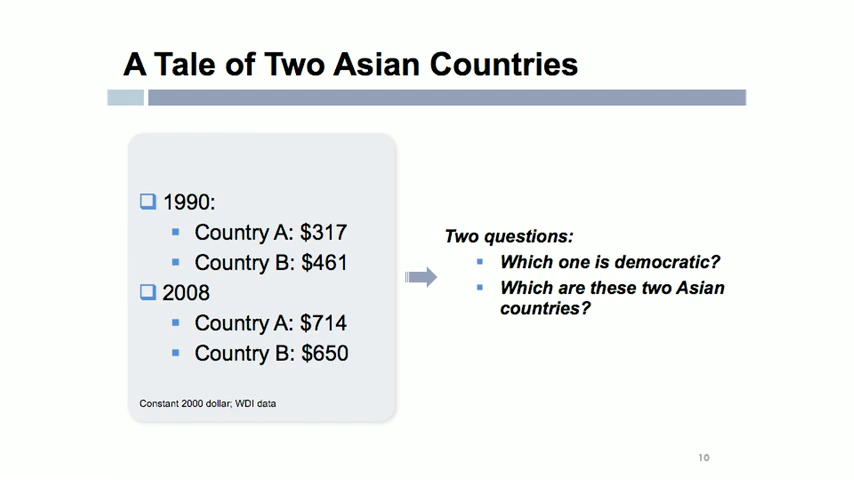 A Tale of Two Asian Countries
1990:
Country A: $317
Country B: $461
2008
Country A: $714
Country B: $650
Constant 2000 dollar; WDI data
Two questions:
Which one is democratic?
Which are these two Asian
countries?
10